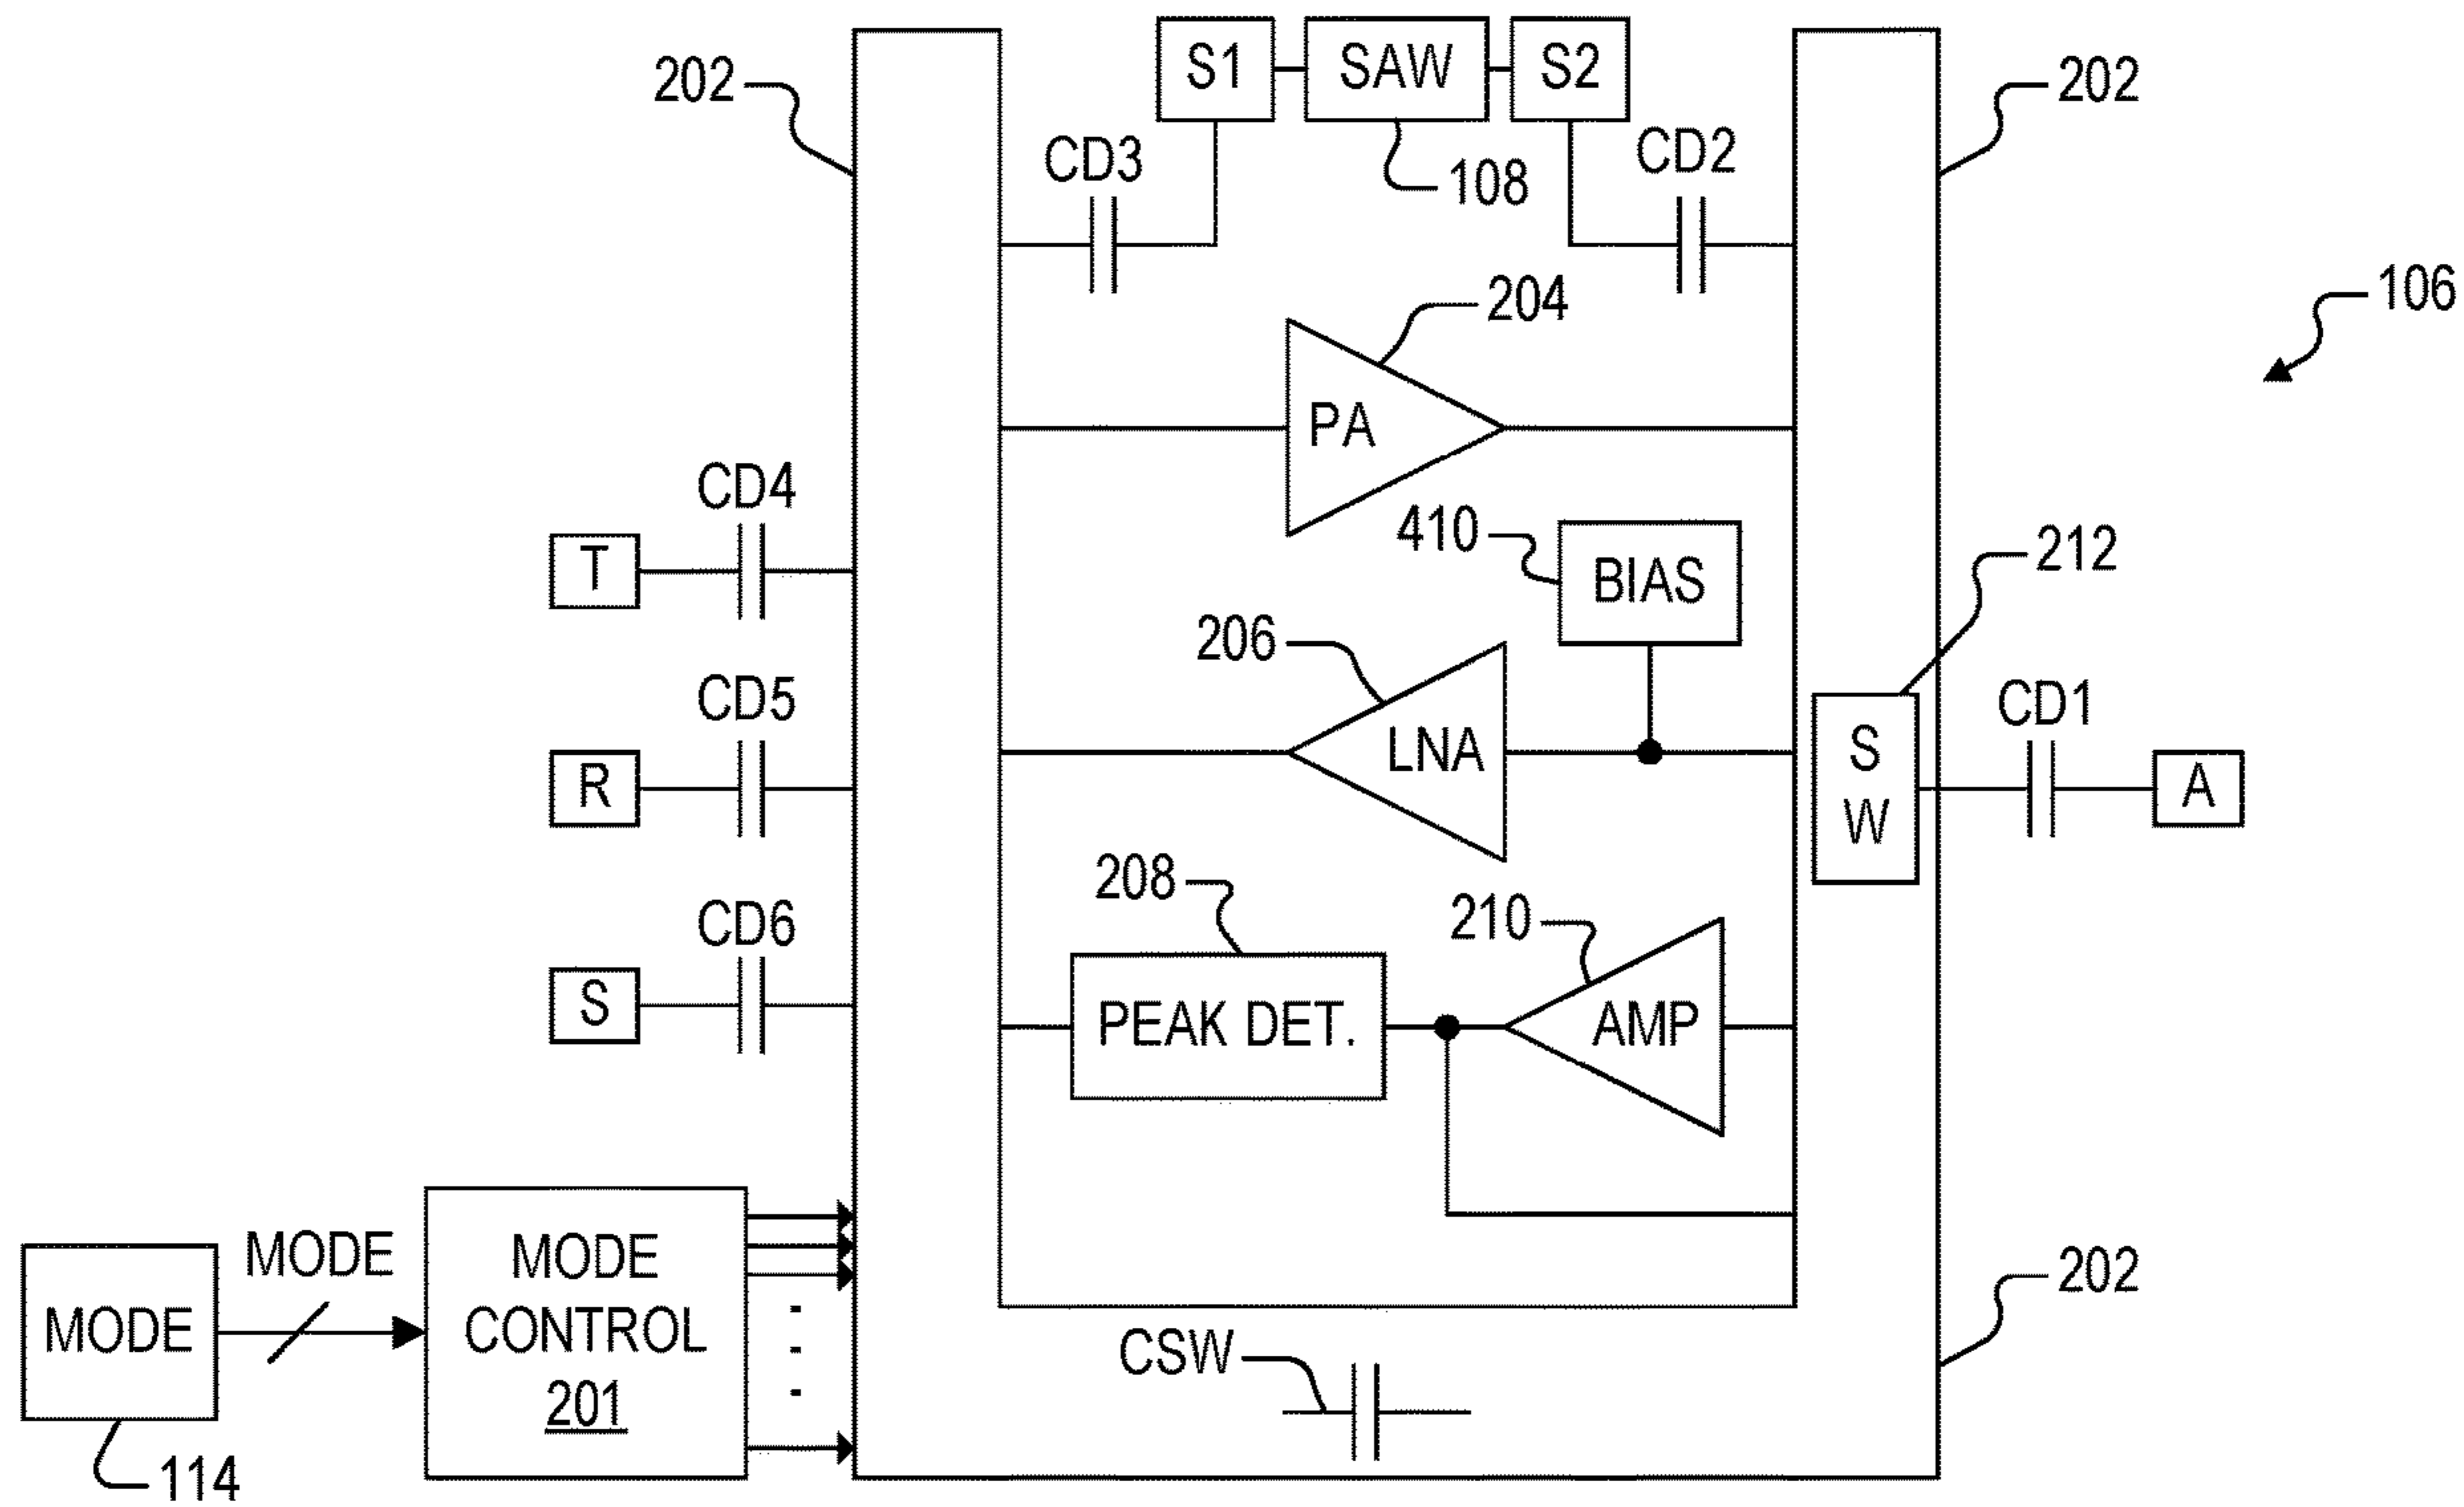 S1
SAW
S2
202
202
CD3
108
CD2
204
106
PA
CD4
410
BIAS
212
T
206
CD5
LNA
S
W
CD1
R
A
208
210
CD6
PEAK DET.
AMP
S
MODE
MODE
CONTROL
201
MODE
202
CSW
114